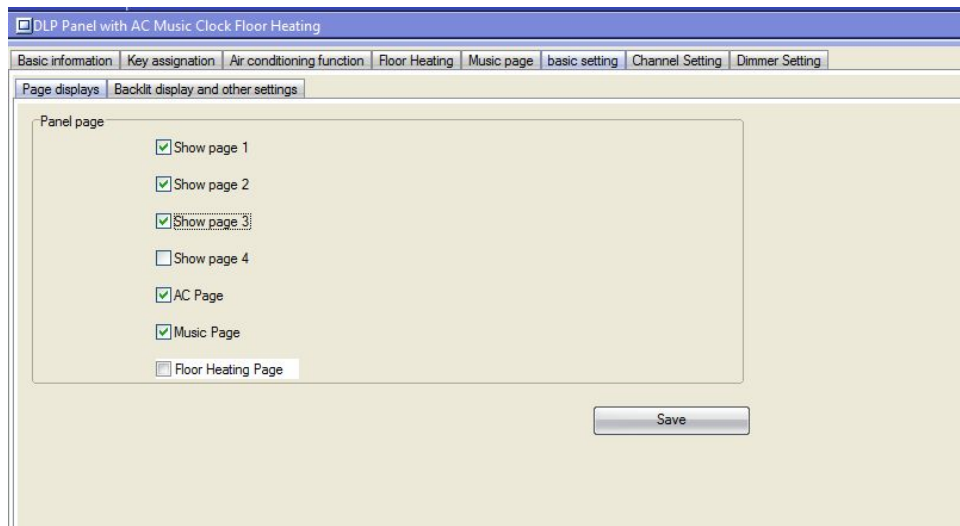 DLP Panel with AC Music Clock Floor Heating
Basic information Key assignation Air conditioning function Floor Heating Music page basic setting Channel Setting Dimmer Setting
Page displays Backlit display and other settings
Panel page
Show page 1
Show page 2
Show page 3
Show page 4
AC Page
Music Page
Floor Heating Page
Save